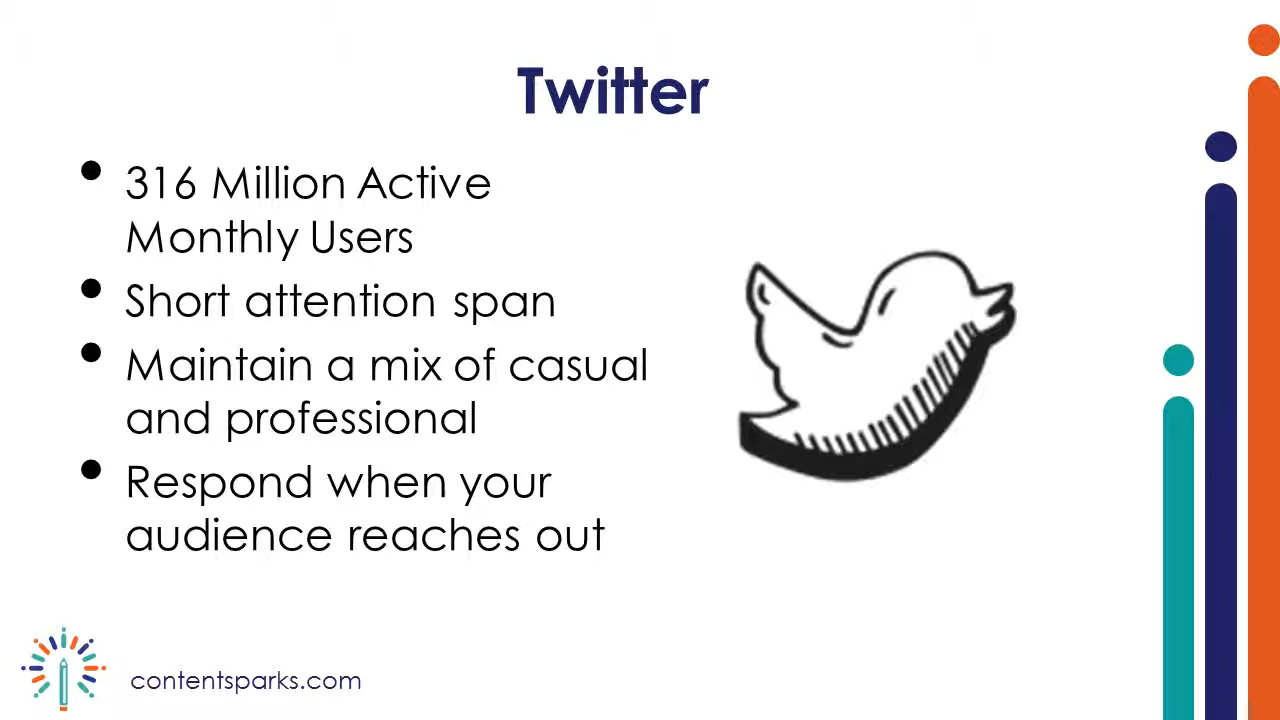 Twitter
• 316 Million Active
Monthly Users
• Short attention span
• Maintain a mix of casual
and professional
• Respond when your
audience reaches out
contentsparks.com